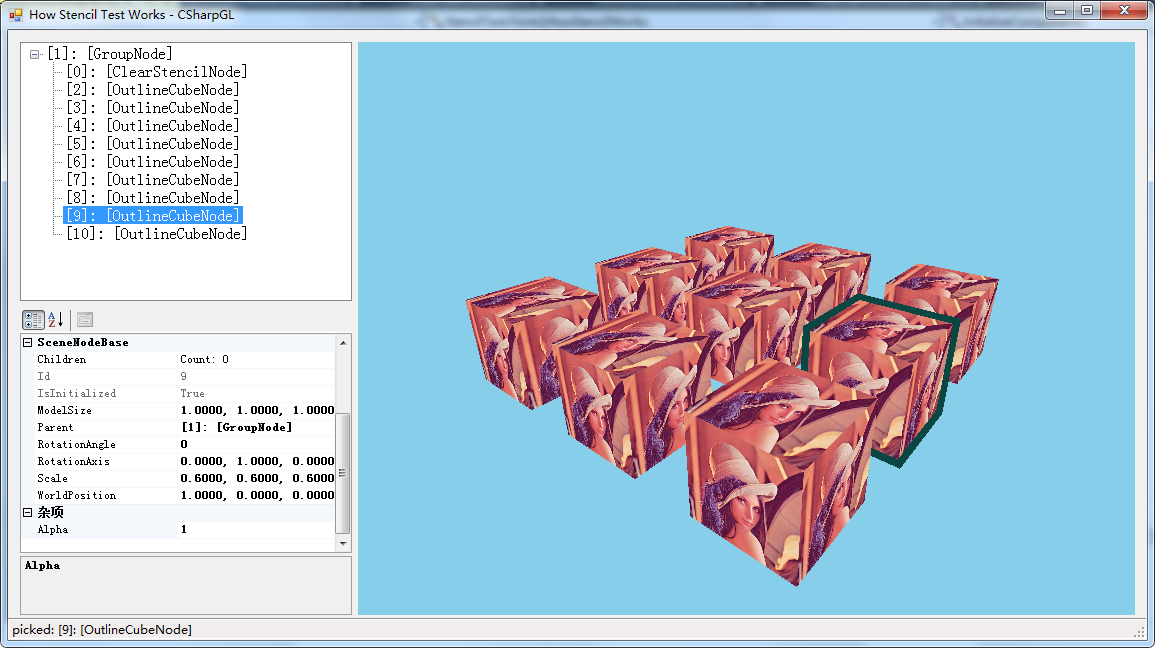 How Stencil Test Works - CSharpGL
[1]: [GroupNode]
[0]: [ClearStencilNode]
[2]: [OutlineCubeNode]
[3]: [OutlineCubeNode]
[4]: [OutlineCubeNode]
[5]: [OutlineCubeNode]
[6]: [OutlineCubeNode]
[7]: [OutlineCubeNode]
[8]: [OutlineCubeNode]
[9]: [OutlineCubeNode]
[10]: [OutlineCubeNode]
SceneNodeBase
Children Count: 0
Id 9
IsInitialized True
ModelSize 1.0000, 1.0000, 1.0000
Parent [1]: [GroupNode]
RotationAngle 0
RotationAxis 0.0000, 1.0000, 0.0000
Scale 0.6000, 0.6000, 0.6000
WorldPosition 1.0000, 0.0000, 0.0000
杂项
Alpha 1
Alpha
picked: [9]: [OutlineCubeNode]